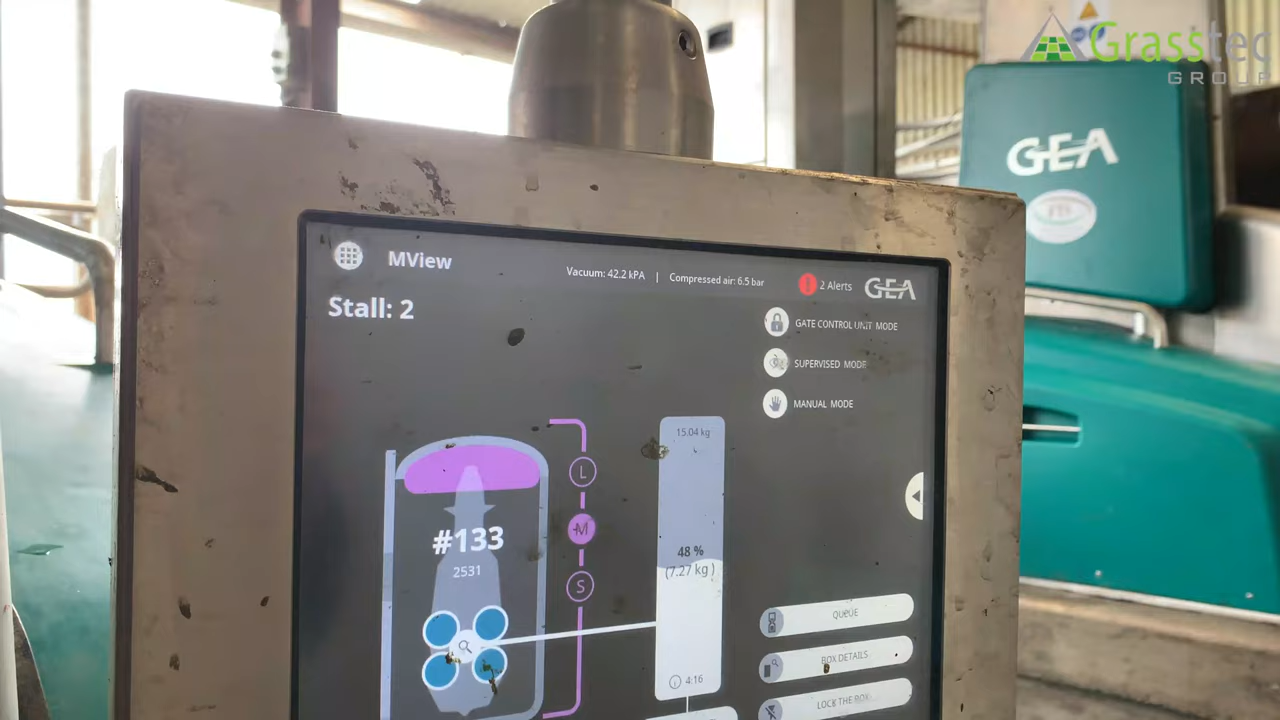 Grasstec
GROUP
GEA
MView
Vacuum: 42.2 kPA | Compressed air: 6.5 bar
2 Alerts
GEA
Stall: 2
GATE CONTROL UNIT MODE
SUPERVISED MODE
MANUAL MODE
15.04 kg
L
M
#133
48 %
(7.27 kg )
2531
S
QUEUE
BOX DETAILS
4:16
LOCK THE BOX